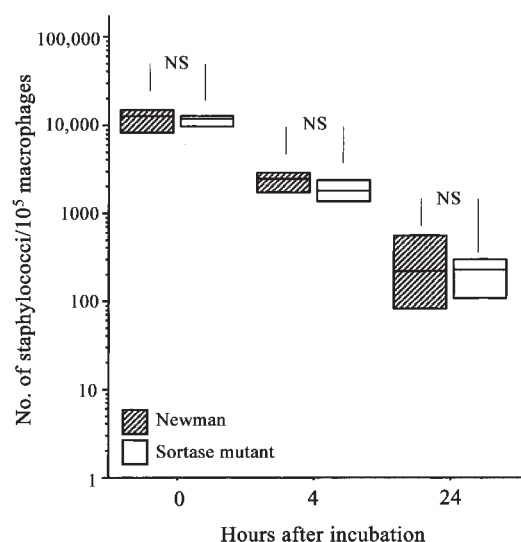 No. of staphylococci/10⁵ macrophages
100,000
10,000
1000
100
10
1
NS
NS
NS
Newman
Sortase mutant
0 4 24
Hours after incubation